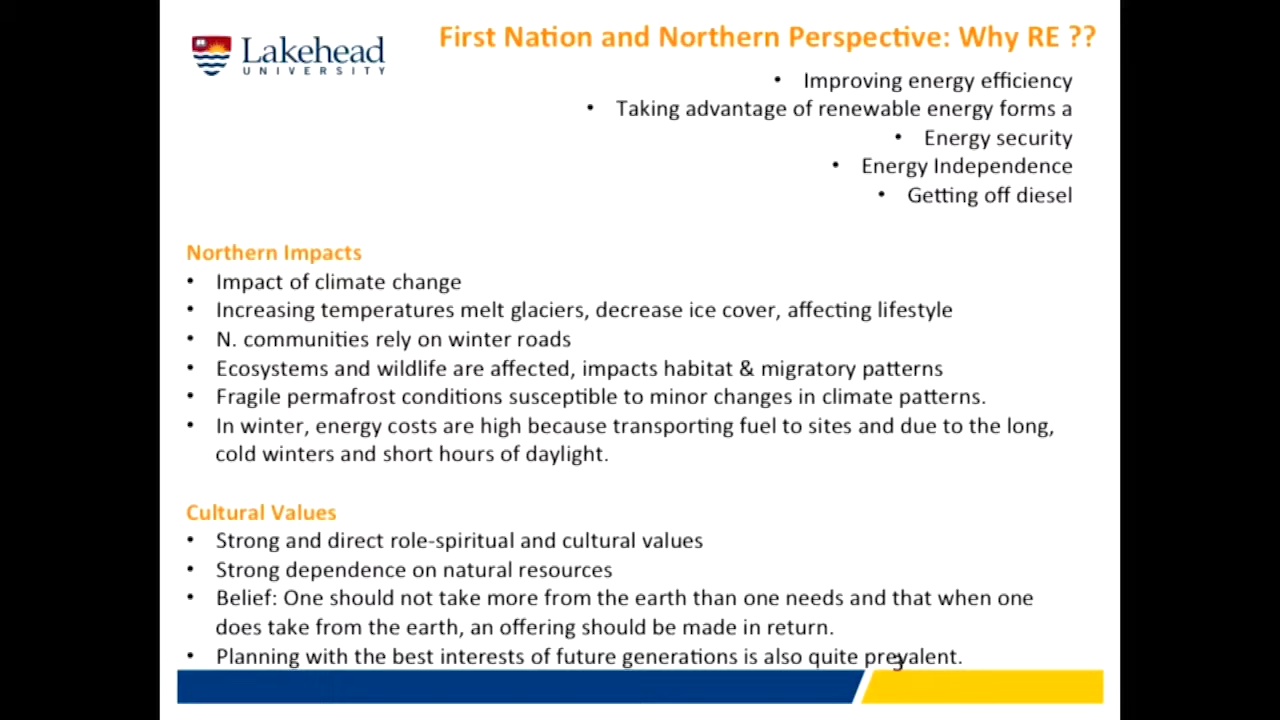 Lakehead
UNIVERSITY
First Nation and Northern Perspective: Why RE ??
• Improving energy efficiency
• Taking advantage of renewable energy forms a
• Energy security
• Energy Independence
• Getting off diesel
Northern Impacts
• Impact of climate change
• Increasing temperatures melt glaciers, decrease ice cover, affecting lifestyle
• N. communities rely on winter roads
• Ecosystems and wildlife are affected, impacts habitat & migratory patterns
• Fragile permafrost conditions susceptible to minor changes in climate patterns.
• In winter, energy costs are high because transporting fuel to sites and due to the long,
cold winters and short hours of daylight.
Cultural Values
• Strong and direct role-spiritual and cultural values
• Strong dependence on natural resources
• Belief: One should not take more from the earth than one needs and that when one
does take from the earth, an offering should be made in return.
• Planning with the best interests of future generations is also quite prevalent.
3